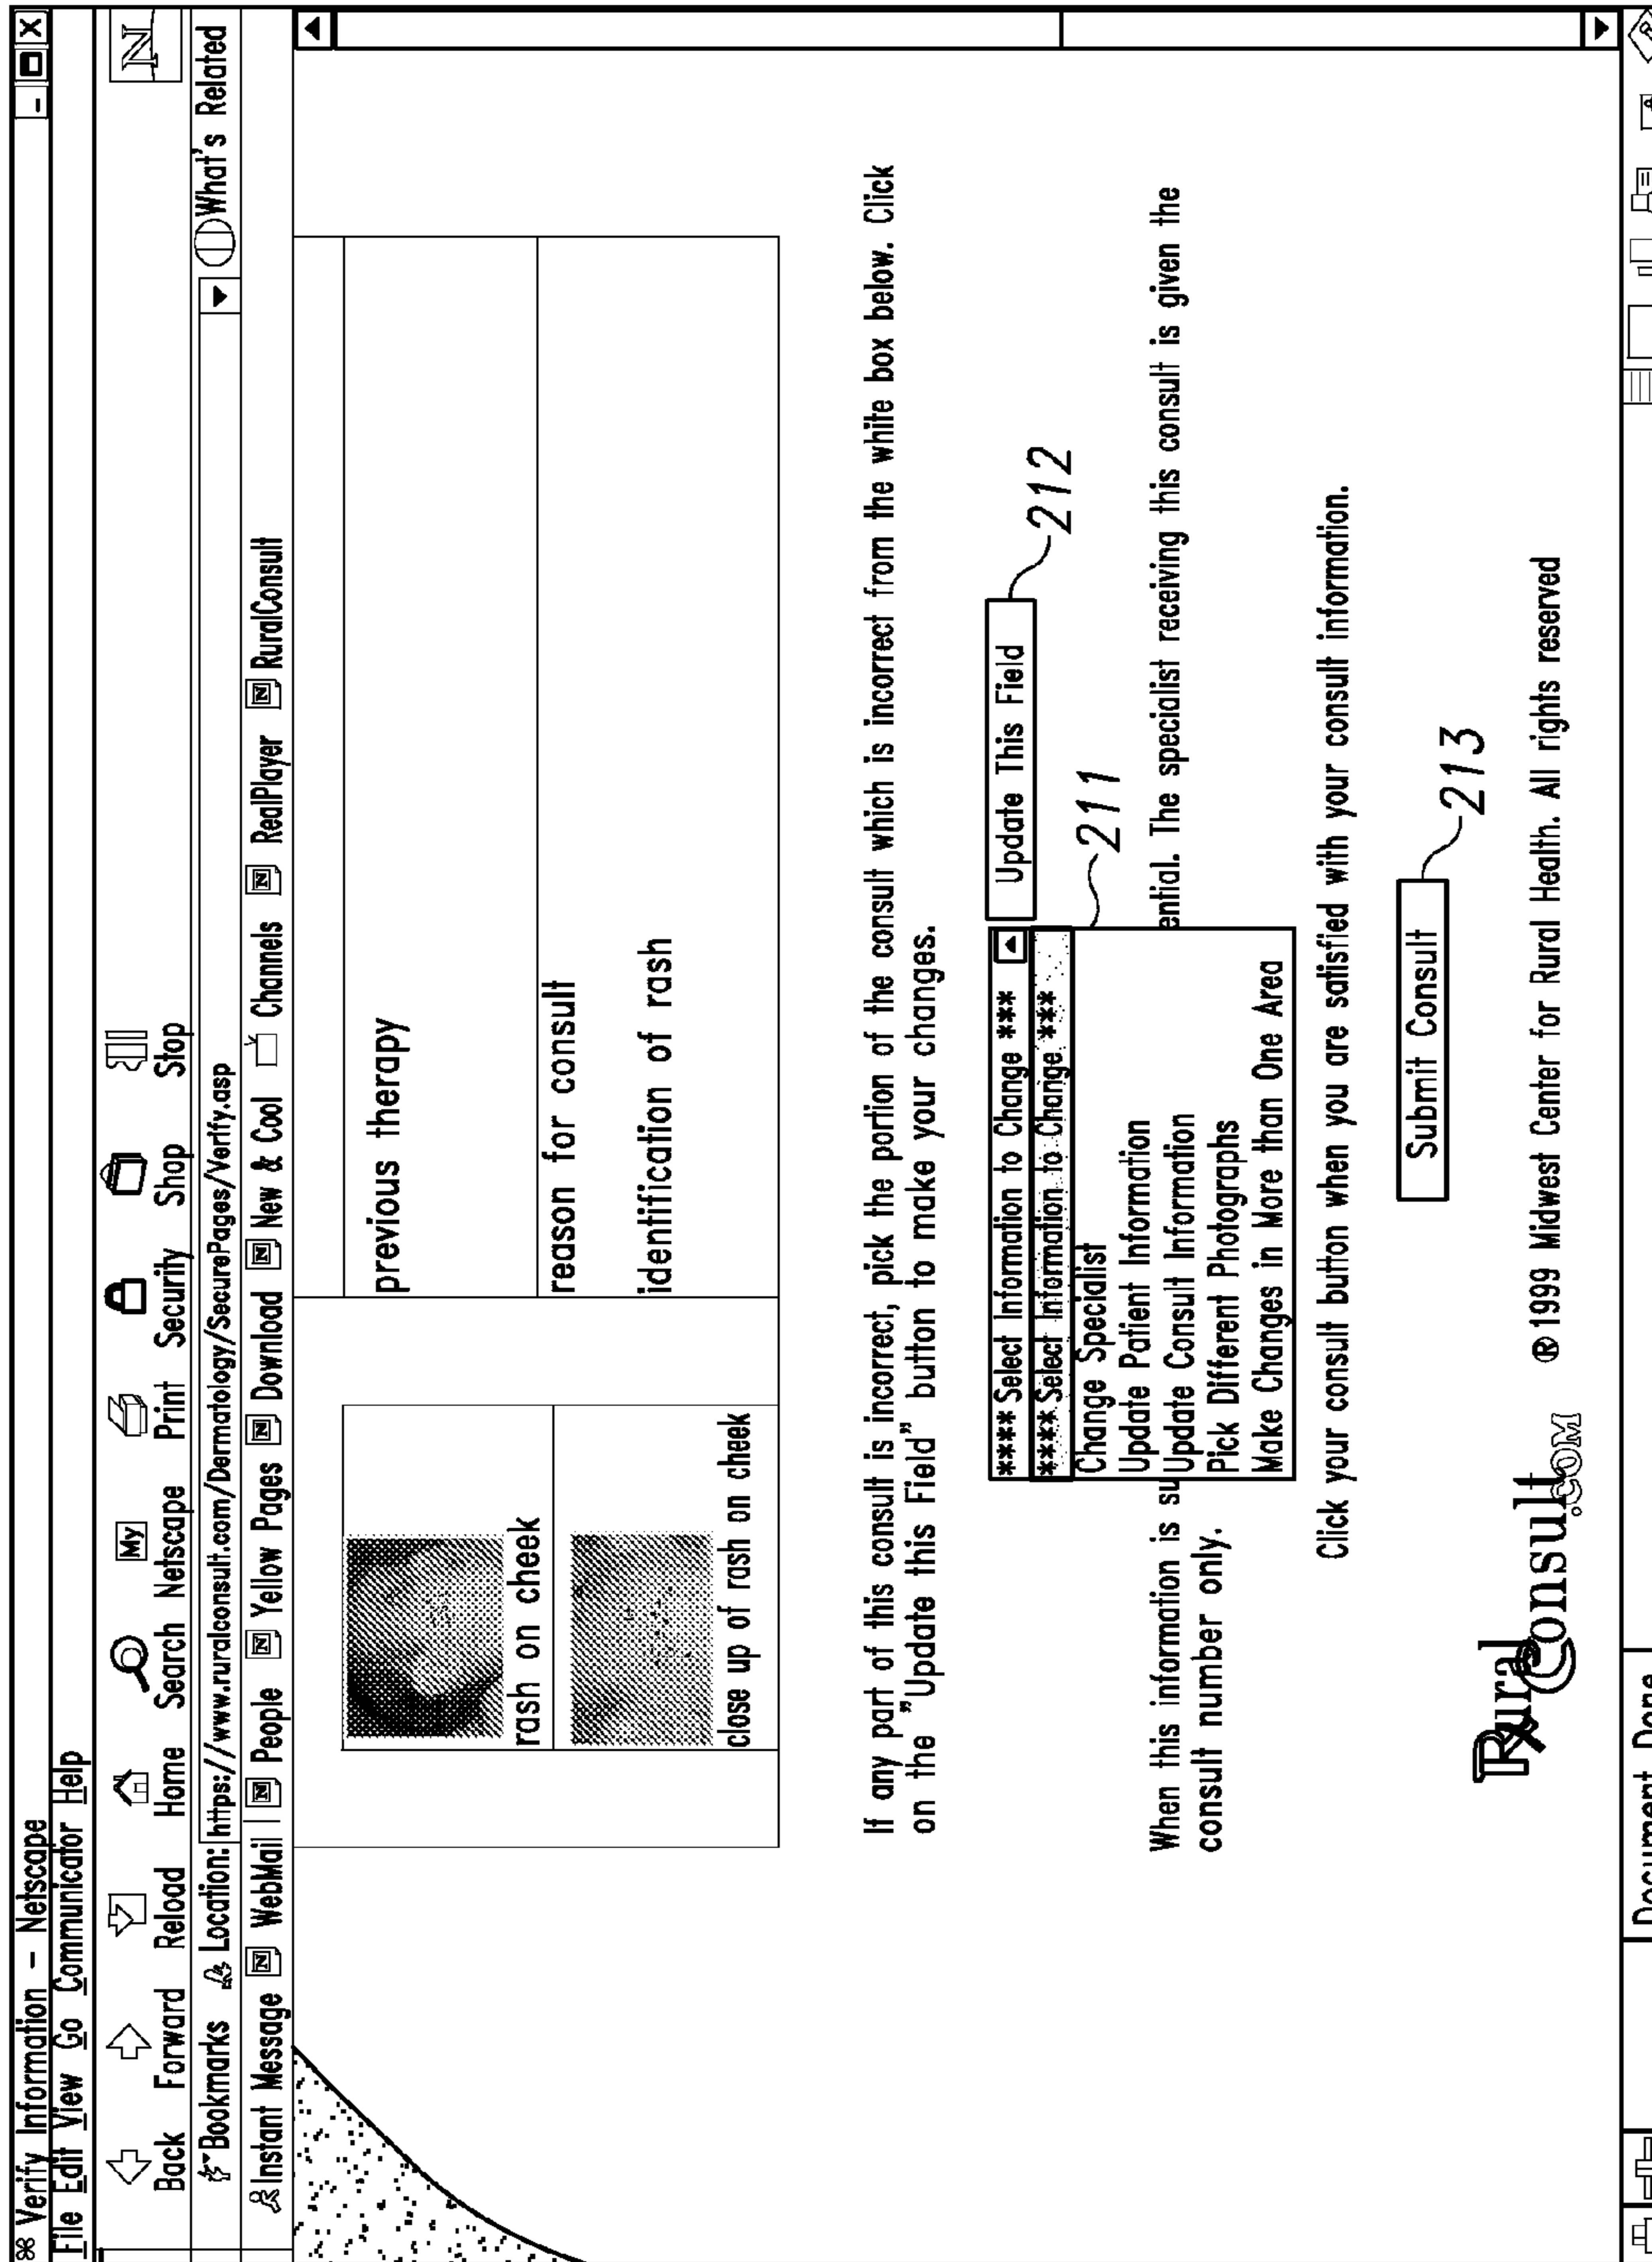 Verify Information - Netscape
File Edit View Go Communicator Help
Back Forward Reload Home Search Netscape Print Security Shop Stop
My
N
Bookmarks Location: https://www.ruralconsult.com/Dermatology/SecurePages/Verify.asp What's Related
Instant Message WebMail People Yellow Pages Download New & Cool Channels RealPlayer RuralConsult
previous therapy
rash on cheek
reason for consult
identification of rash
close up of rash on cheek
If any part of this consult is incorrect, pick the portion of the consult which is incorrect from the white box below. Click
on the "Update this Field" button to make your changes.
**** Select Information to Change *** Update This Field 212
**** Select Information to Change ***
211
Change Specialist
Update Patient Information
When this information is su Update Consult Information ential. The specialist receiving this consult is given the
consult number only. Pick Different Photographs
Make Changes in More than One Area
Click your consult button when you are satisfied with your consult information.
Submit Consult 213
Rural Consult .COM ®1999 Midwest Center for Rural Health. All rights reserved
Document Done